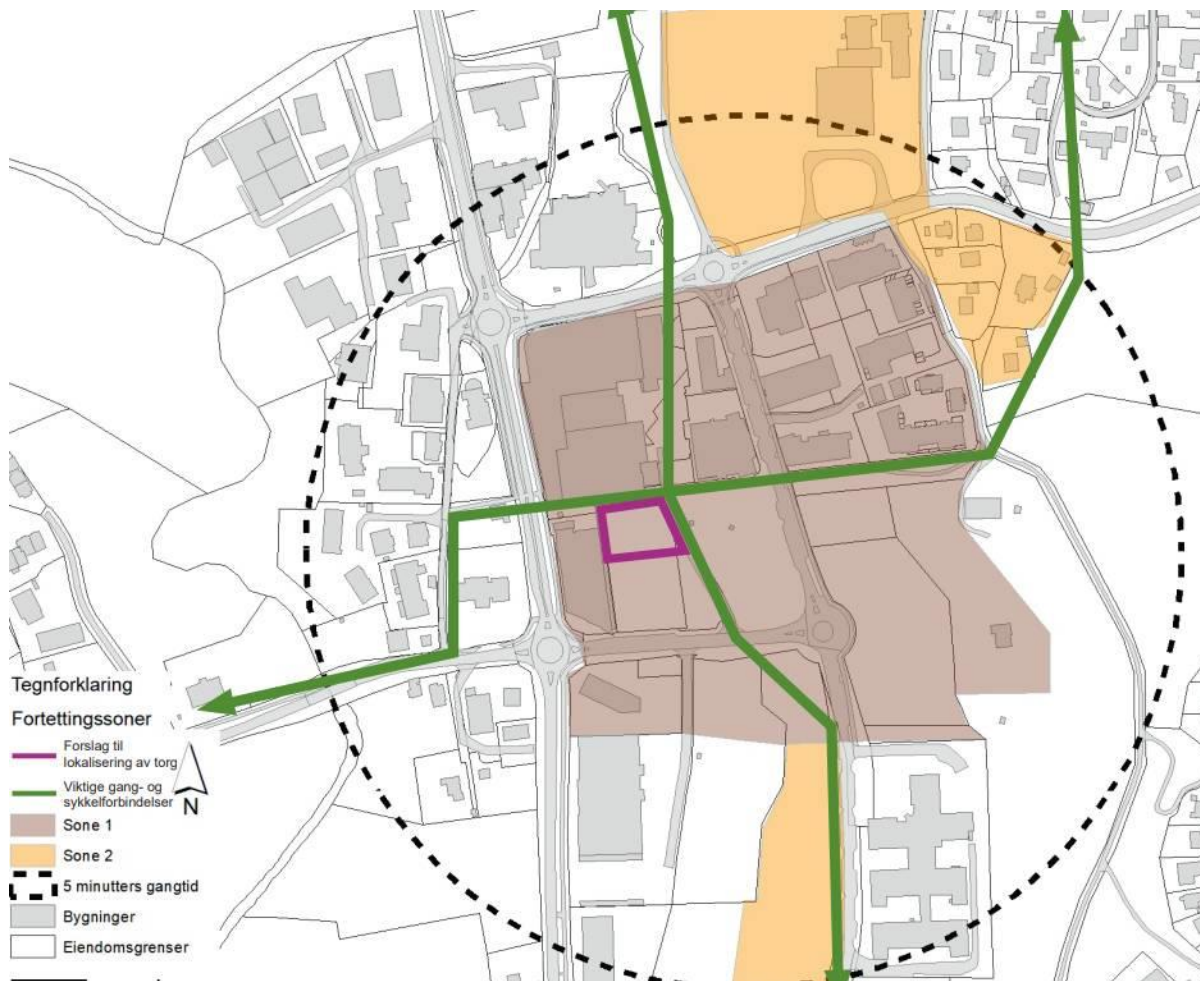 Tegnforklaring
Fortettingssoner
Forslag til
lokalisering av torg
Viktige gang- og
sykkelforbindelser
N
Sone 1
Sone 2
5 minutters gangtid
Bygninger
Eiendomsgrenser